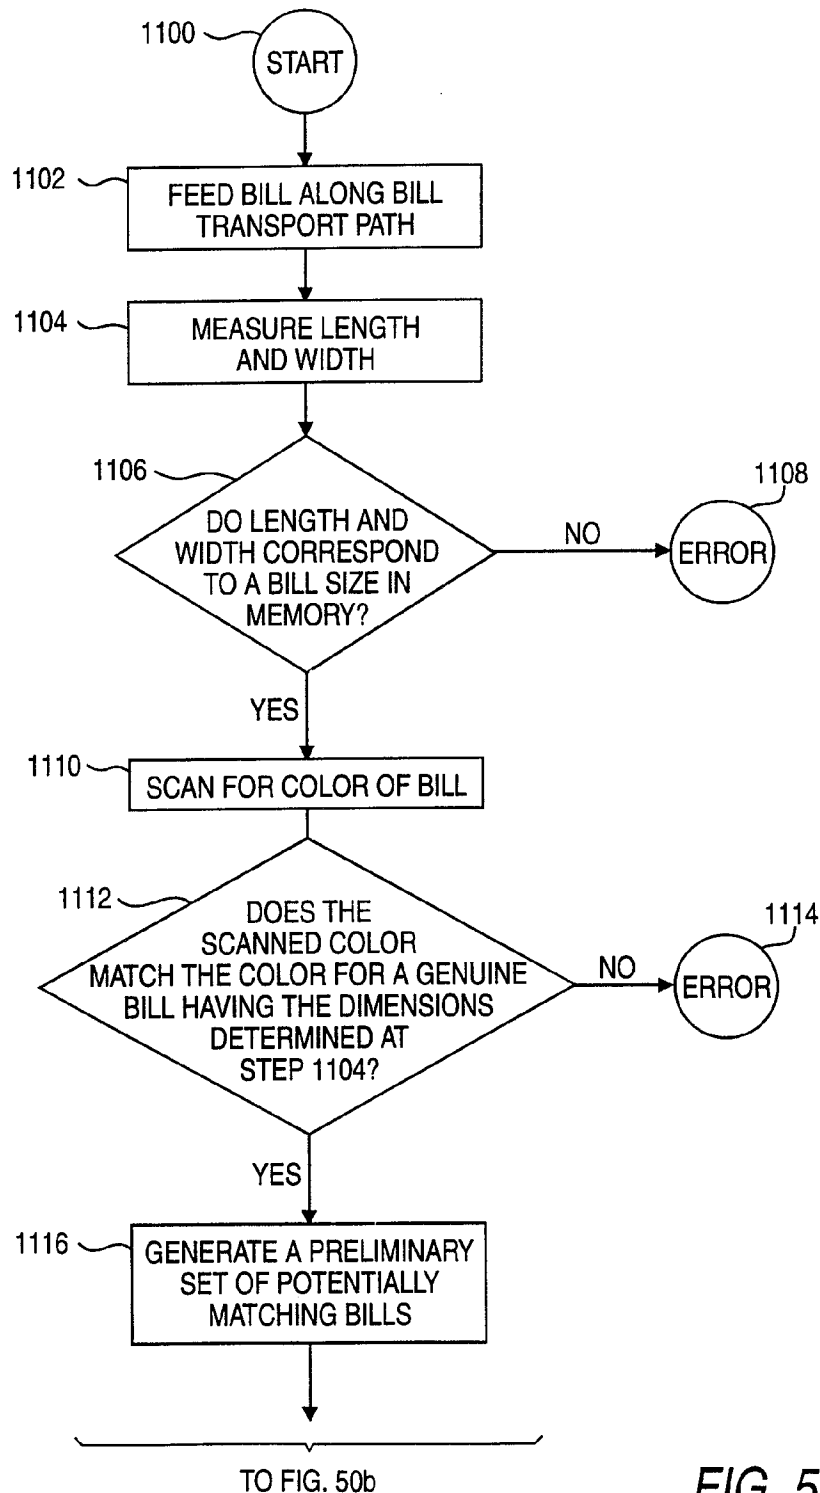 1100
START
1102
FEED BILL ALONG BILL
TRANSPORT PATH
1104
MEASURE LENGTH
AND WIDTH
1106
DO LENGTH AND
WIDTH CORRESPOND
TO A BILL SIZE IN
MEMORY?
NO
1108
ERROR
YES
1110
SCAN FOR COLOR OF BILL
1112
DOES THE
SCANNED COLOR
MATCH THE COLOR FOR A GENUINE
BILL HAVING THE DIMENSIONS
DETERMINED AT
STEP 1104?
NO
1114
ERROR
YES
1116
GENERATE A PRELIMINARY
SET OF POTENTIALLY
MATCHING BILLS
TO FIG. 50b
FIG. 5